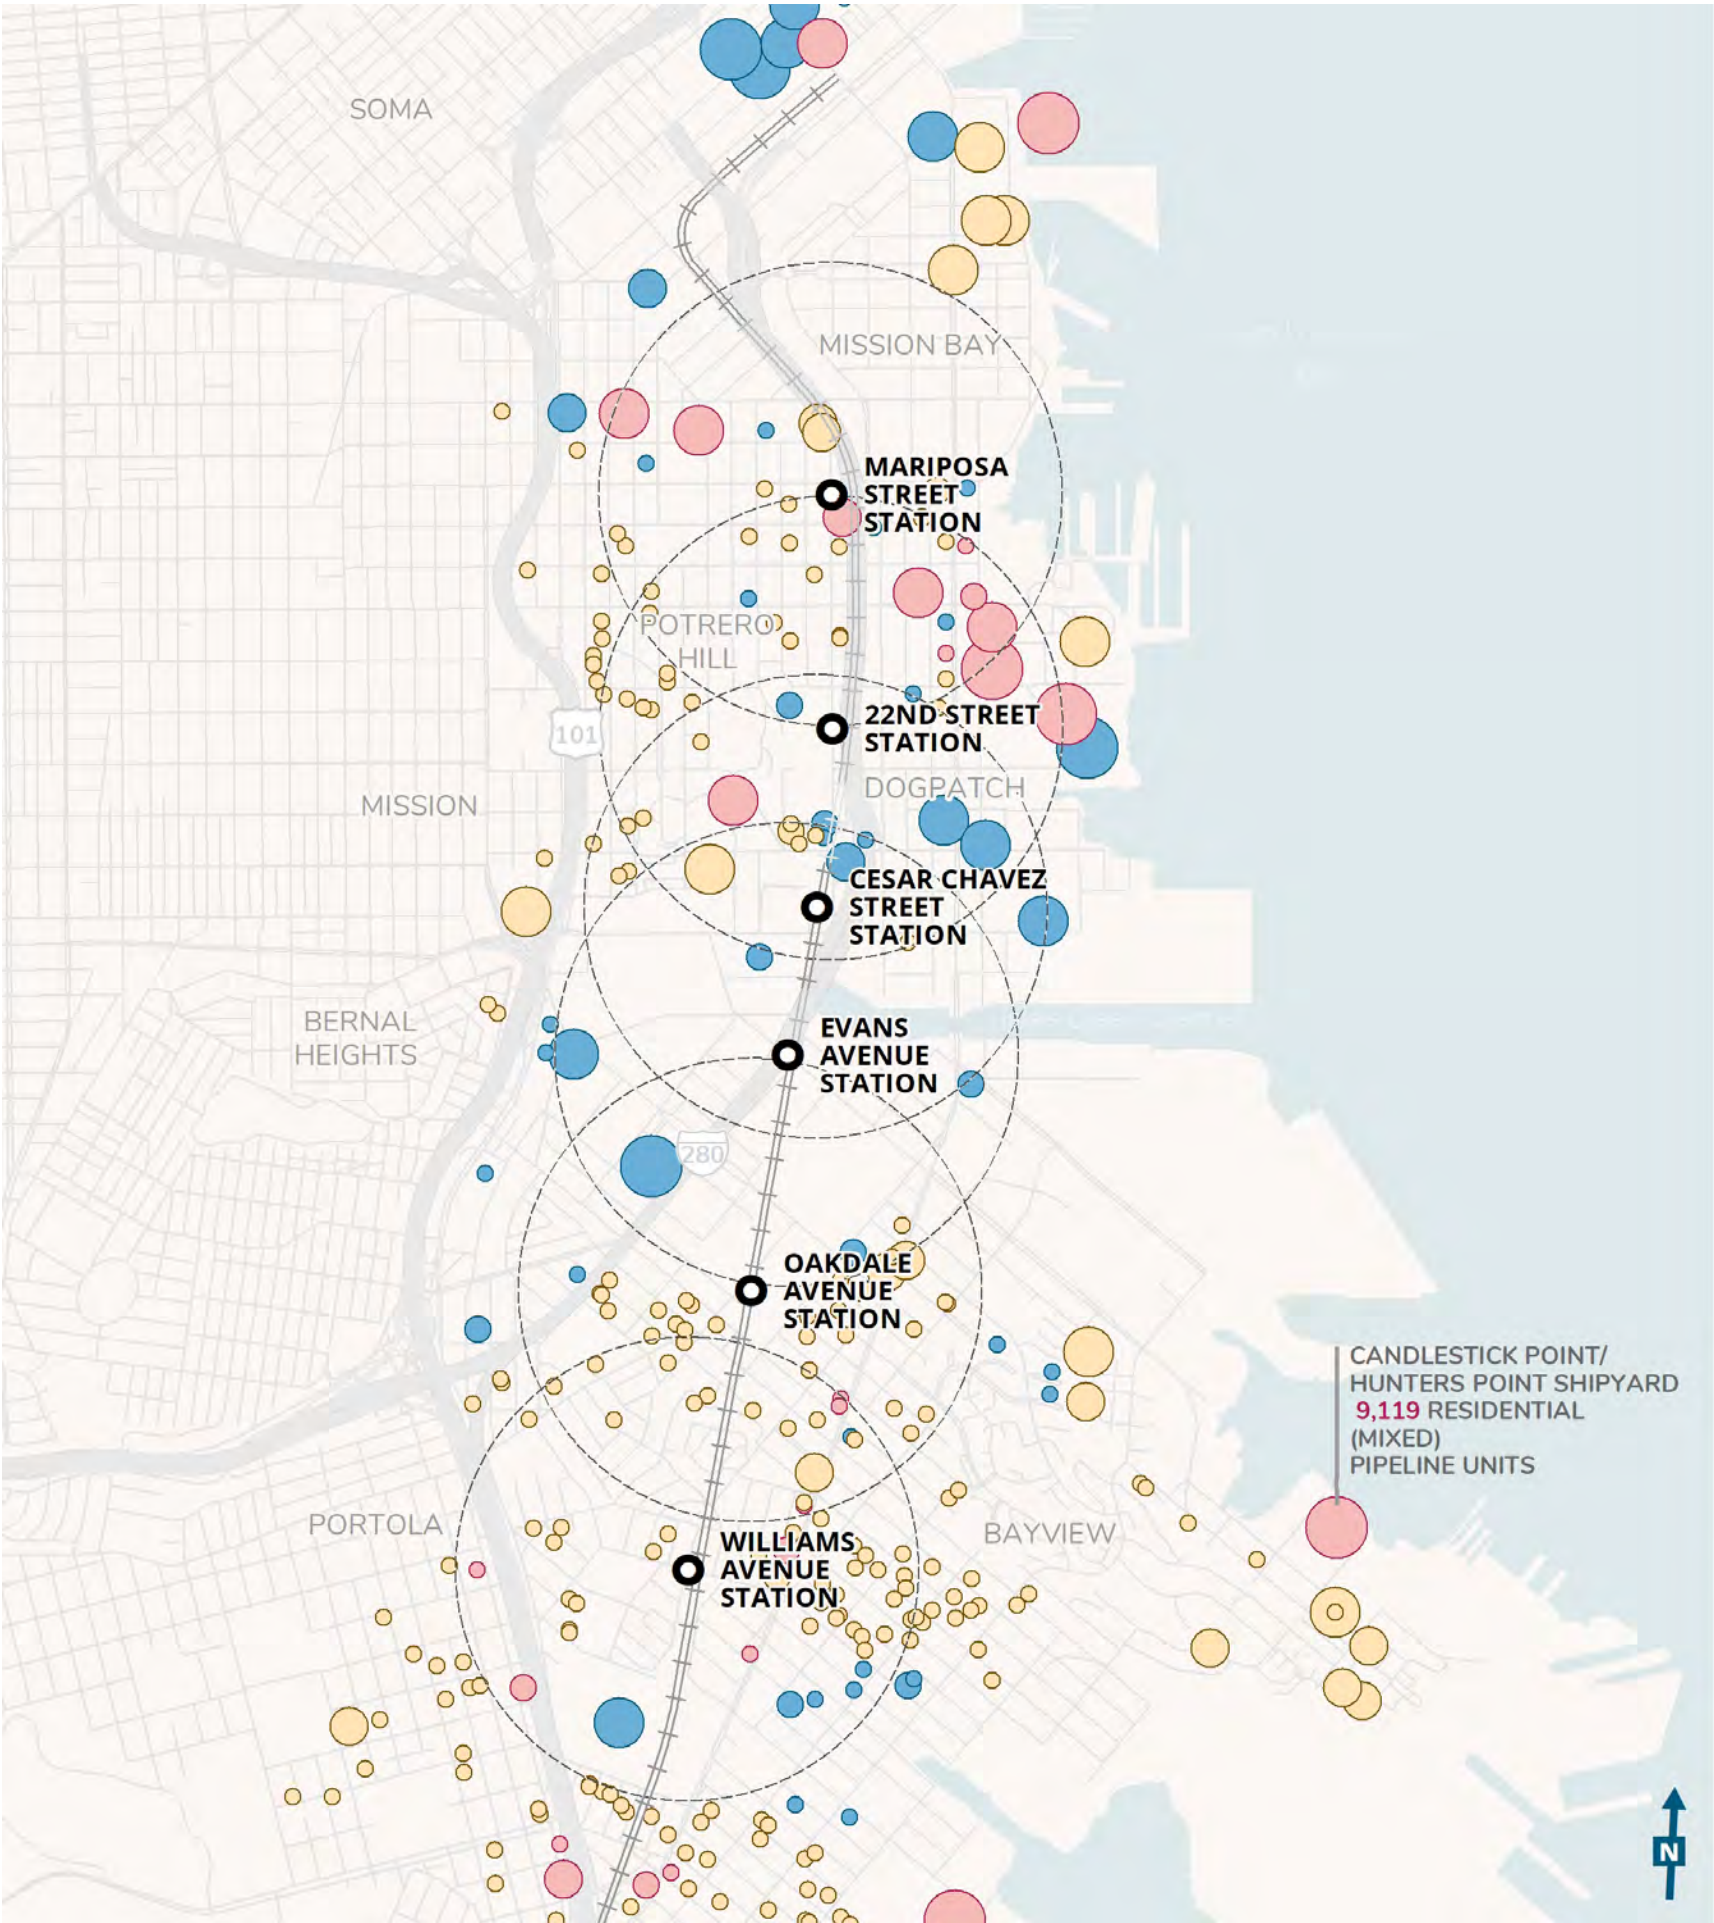 SOMA
MISSION BAY
MARIPOSA
STREET
STATION
POTRERO
HILL
22ND STREET
STATION
101
DOGPATCH
MISSION
CESAR CHAVEZ
STREET
STATION
BERNAL
HEIGHTS
EVANS
AVENUE
STATION
280
OAKDALE
AVENUE
STATION
CANDLESTICK POINT/
HUNTERS POINT SHIPYARD
9,119 RESIDENTIAL
(MIXED)
PIPELINE UNITS
PORTOLA
BAYVIEW
WILLIAMS
AVENUE
STATION
N